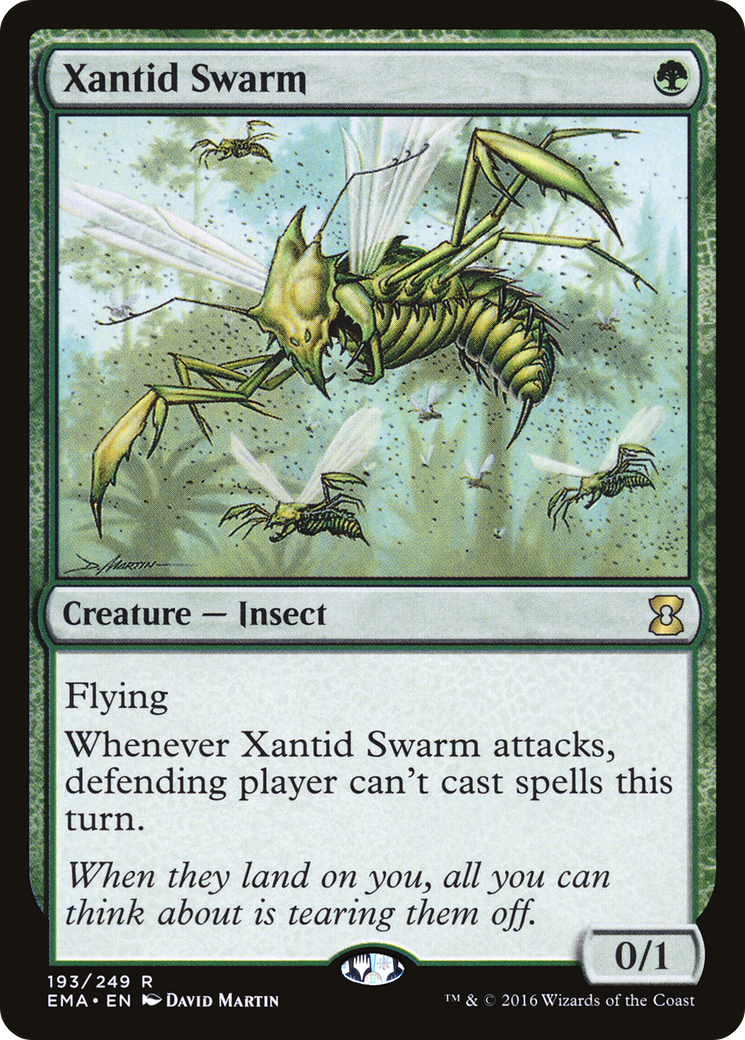 Xantid Swarm
D. MARTIN
Creature — Insect
Flying
Whenever Xantid Swarm attacks,
defending player can't cast spells this
turn.
When they land on you, all you can
think about is tearing them off.
0/1
193/249 R
EMA • EN DAVID MARTIN
™ & © 2016 Wizards of the Coast